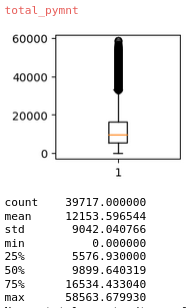 total_pymnt
60000
40000
20000
0
1
count 39717.000000
mean 12153.596544
std 9042.040766
min 0.000000
25% 5576.930000
50% 9899.640319
75% 16534.433040
max 58563.679930